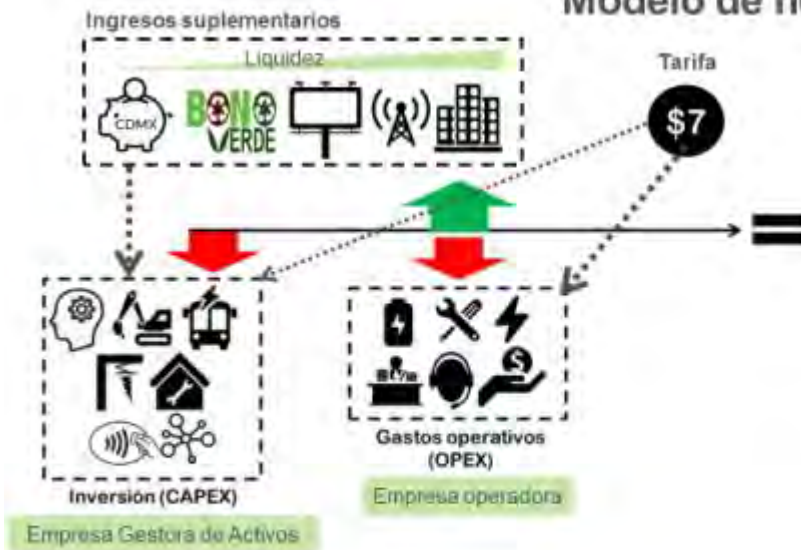 Modelo de
Ingresos suplementarios
Liquidez
Tarifa
CDMX
BONO
VERDE
$7
Gastos operativos
(OPEX)
Inversión (CAPEX)
Empresa operadora
Empresa Gestora de Activos